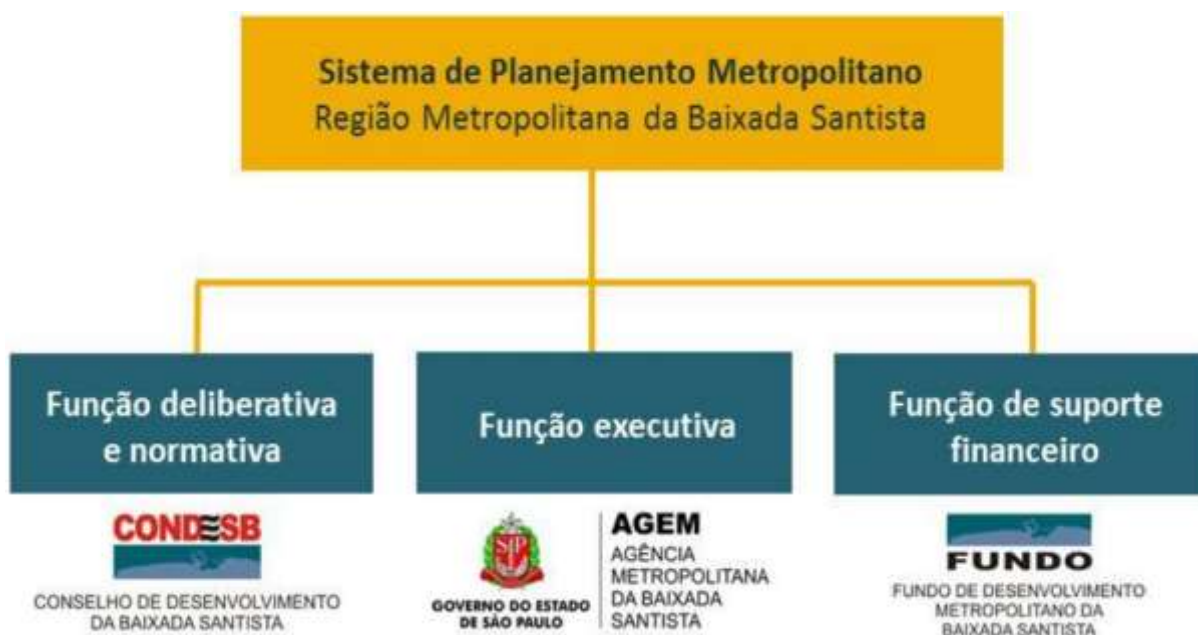 Sistema de Planejamento Metropolitano
Região Metropolitana da Baixada Santista
Função deliberativa
e normativa
Função executiva
Função de suporte
financeiro
CONDESB
CONSELHO DE DESENVOLVIMENTO
DA BAIXADA SANTISTA
SP
GOVERNO DO ESTADO
DE SÃO PAULO
AGEM
AGÊNCIA
METROPOLITANA
DA BAIXADA
SANTISTA
FUNDO
FUNDO DE DESENVOLVIMENTO
METROPOLITANO DA
BAIXADA SANTISTA